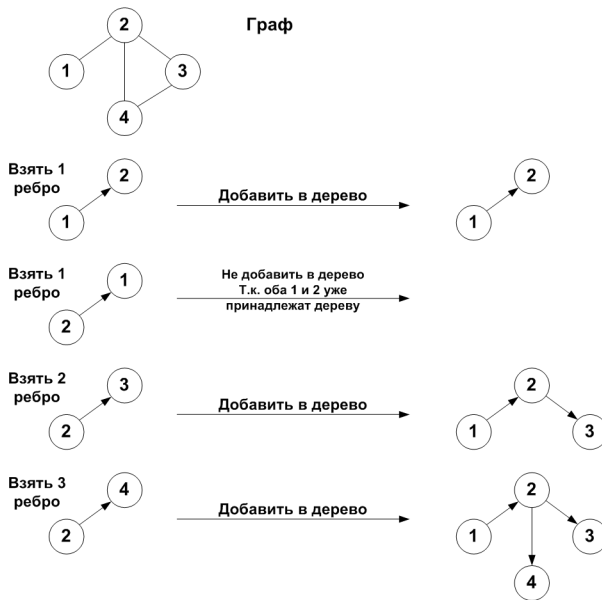 2
Граф
1
3
4
Взять 1
ребро
2
1
Добавить в дерево
2
1
Взять 1
ребро
1
2
Не добавить в дерево
Т.к. оба 1 и 2 уже
принадлежат дереву
Взять 2
ребро
3
2
Добавить в дерево
2
1
3
Взять 3
ребро
4
2
Добавить в дерево
2
1
3
4